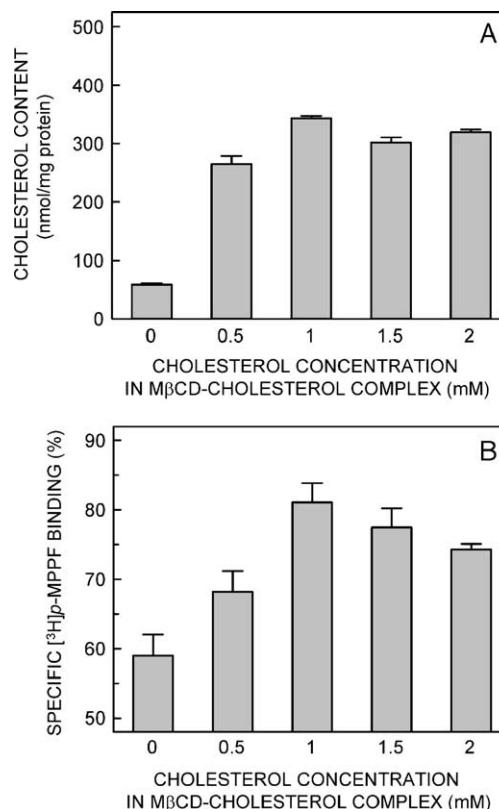 A
500
400
300
200
100
0
CHOLESTEROL CONTENT
(nmol/mg protein)
0 0.5 1 1.5 2
CHOLESTEROL CONCENTRATION
IN MβCD-CHOLESTEROL COMPLEX (mM)
B
90
80
70
60
50
SPECIFIC [³H]p-MPPF BINDING (%)
0 0.5 1 1.5 2
CHOLESTEROL CONCENTRATION
IN MβCD-CHOLESTEROL COMPLEX (mM)